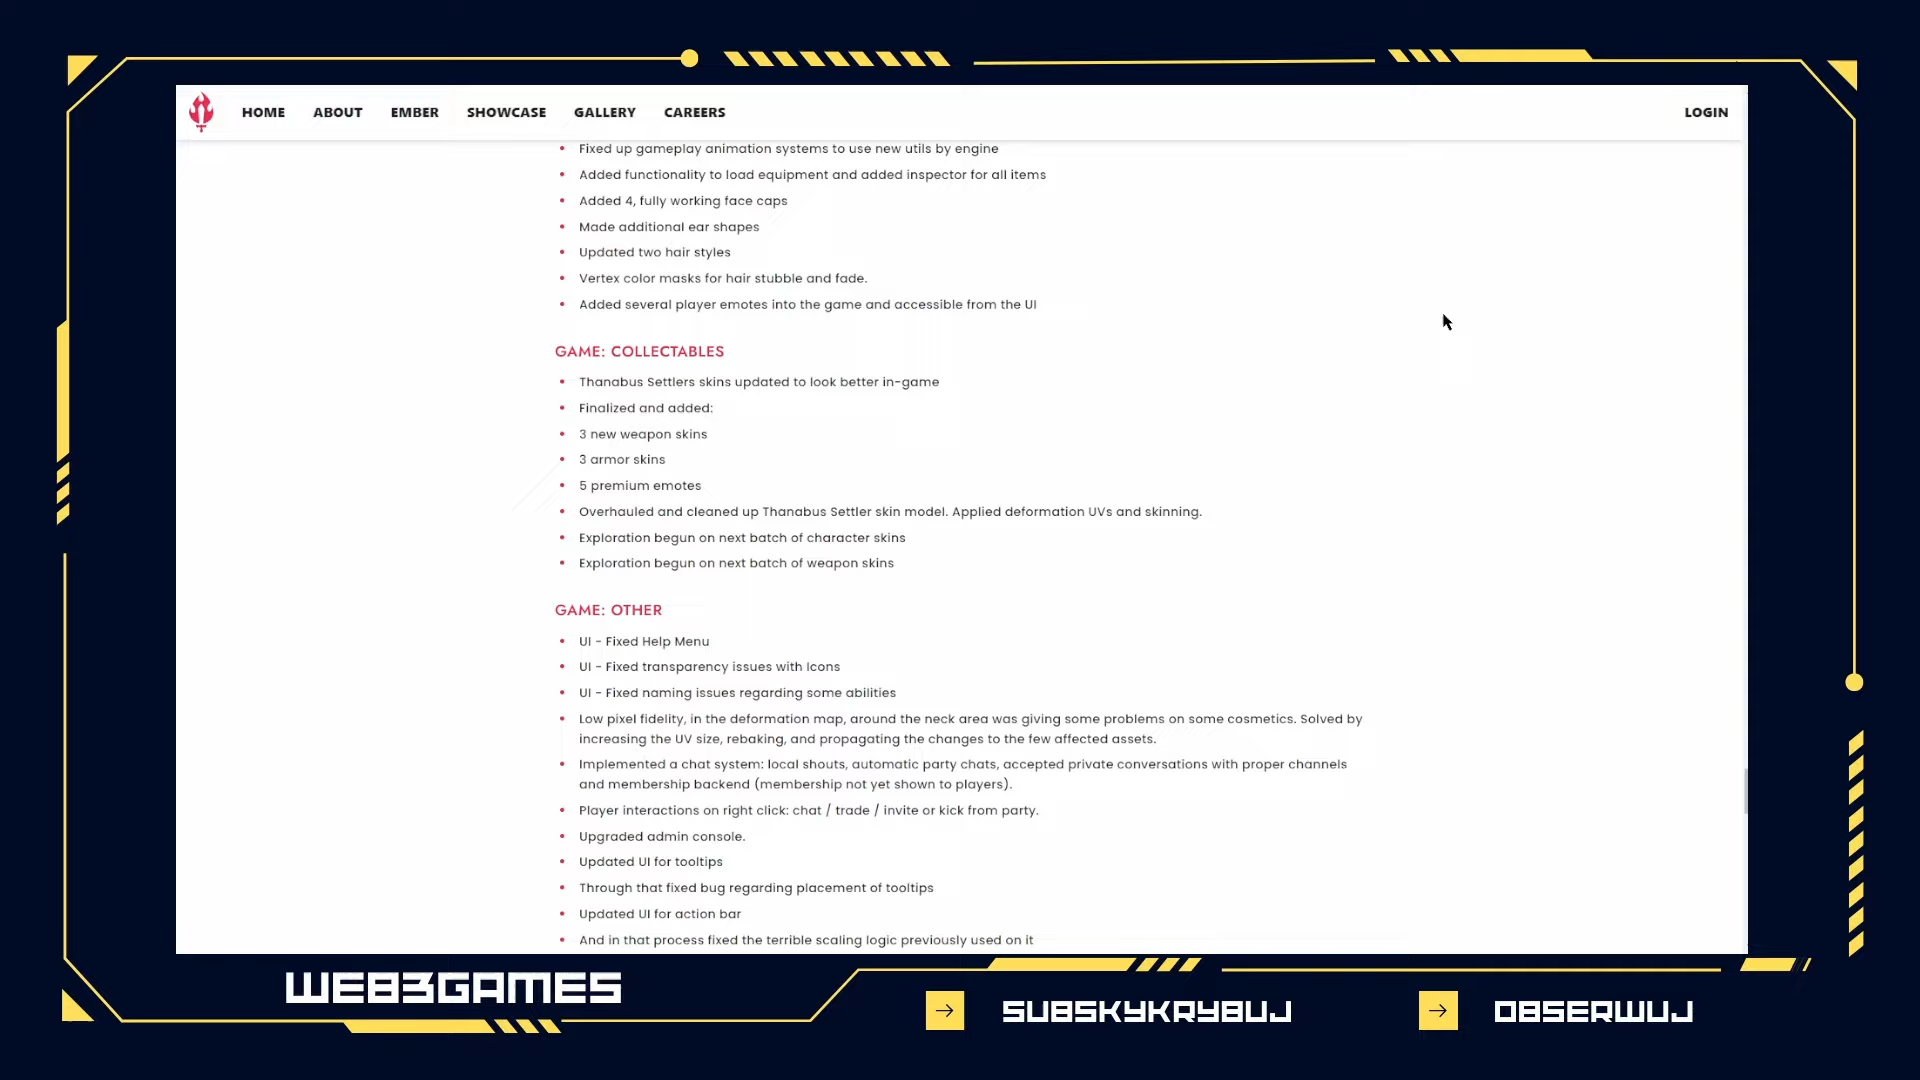 HOME ABOUT EMBER SHOWCASE GALLERY CAREERS LOGIN
• Fixed up gameplay animation systems to use new utils by engine
• Added functionality to load equipment and added inspector for all items
• Added 4, fully working face caps
• Made additional ear shapes
• Updated two hair styles
• Vertex color masks for hair stubble and fade.
• Added several player emotes into the game and accessible from the UI
GAME: COLLECTABLES
• Thanabus Settlers skins updated to look better in-game
• Finalized and added:
• 3 new weapon skins
• 3 armor skins
• 5 premium emotes
• Overhauled and cleaned up Thanabus Settler skin model. Applied deformation UVs and skinning.
• Exploration begun on next batch of character skins
• Exploration begun on next batch of weapon skins
GAME: OTHER
• UI - Fixed Help Menu
• UI - Fixed transparency issues with Icons
• UI - Fixed naming issues regarding some abilities
• Low pixel fidelity, in the deformation map, around the neck area was giving some problems on some cosmetics. Solved by
increasing the UV size, rebaking, and propagating the changes to the few affected assets.
• Implemented a chat system: local shouts, automatic party chats, accepted private conversations with proper channels
and membership backend (membership not yet shown to players).
• Player interactions on right click: chat / trade / invite or kick from party.
• Upgraded admin console.
• Updated UI for tooltips
• Through that fixed bug regarding placement of tooltips
• Updated UI for action bar
• And in that process fixed the terrible scaling logic previously used on it
WEB3GAMES
SUBSKYKRYBUJ
OBSERWUJ